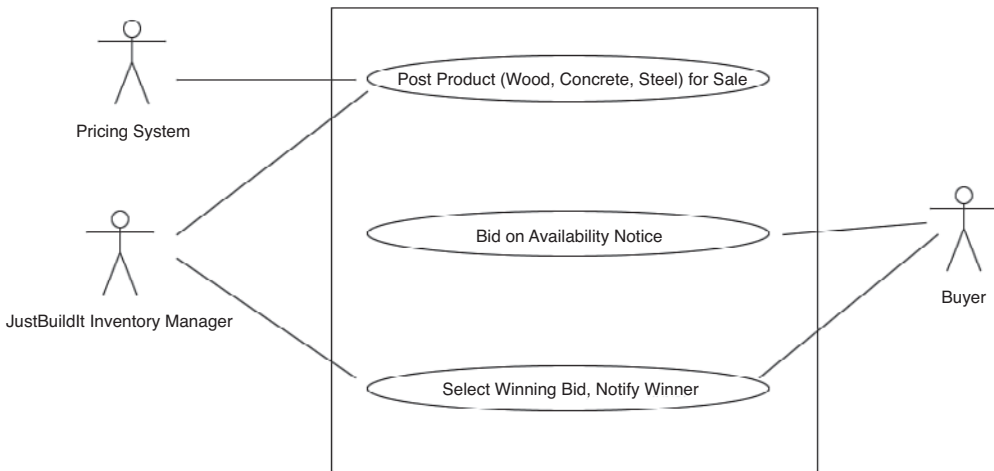 Post Product (Wood, Concrete, Steel) for Sale
Pricing System
Bid on Availability Notice
Buyer
JustBuildIt Inventory Manager
Select Winning Bid, Notify Winner